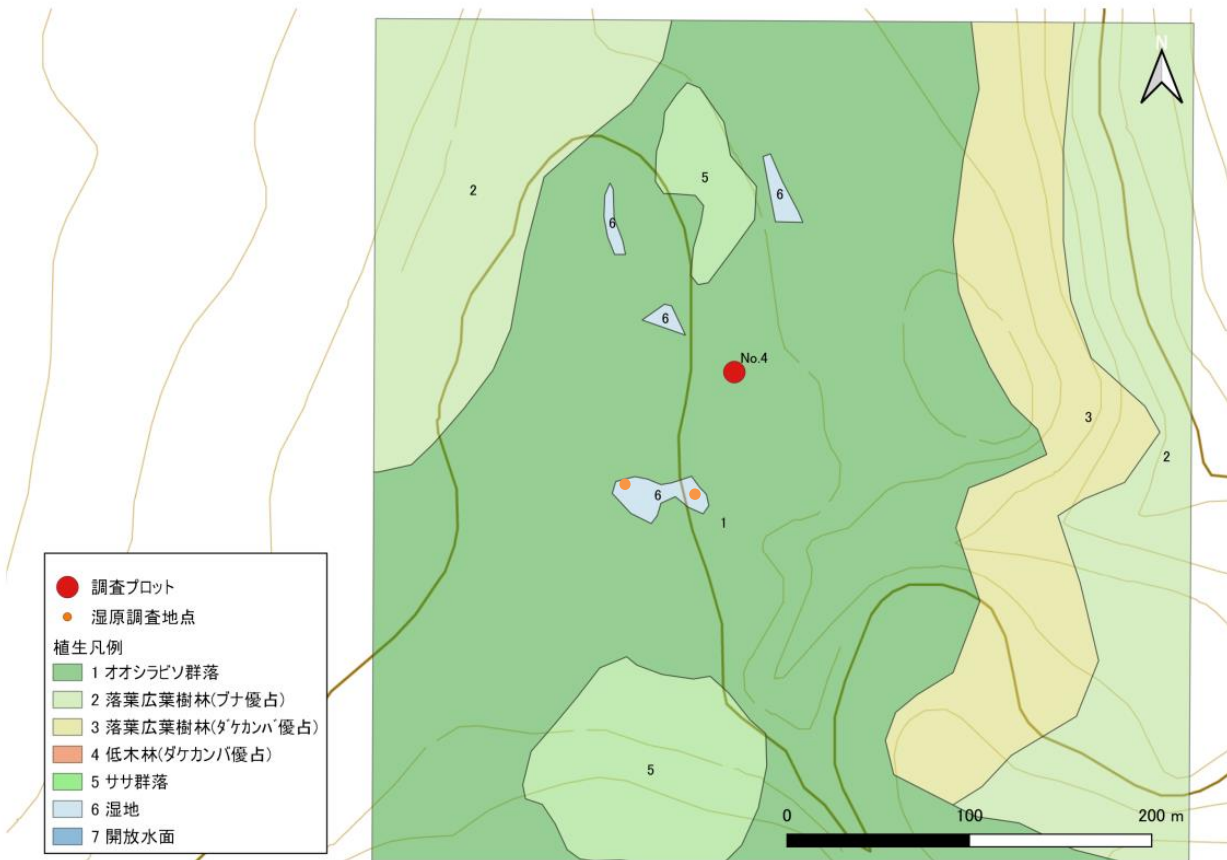 N
2
5
6
6
6
No.4
3
2
6
1
調査プロット
湿原調査地点
植生凡例
1 オオシラビソ群落
2 落葉広葉樹林(ブナ優占)
3 落葉広葉樹林(ダケカンバ優占)
4 低木林(ダケカンバ優占)
5 ササ群落
6 湿地
7 開放水面
5
0 100 200 m